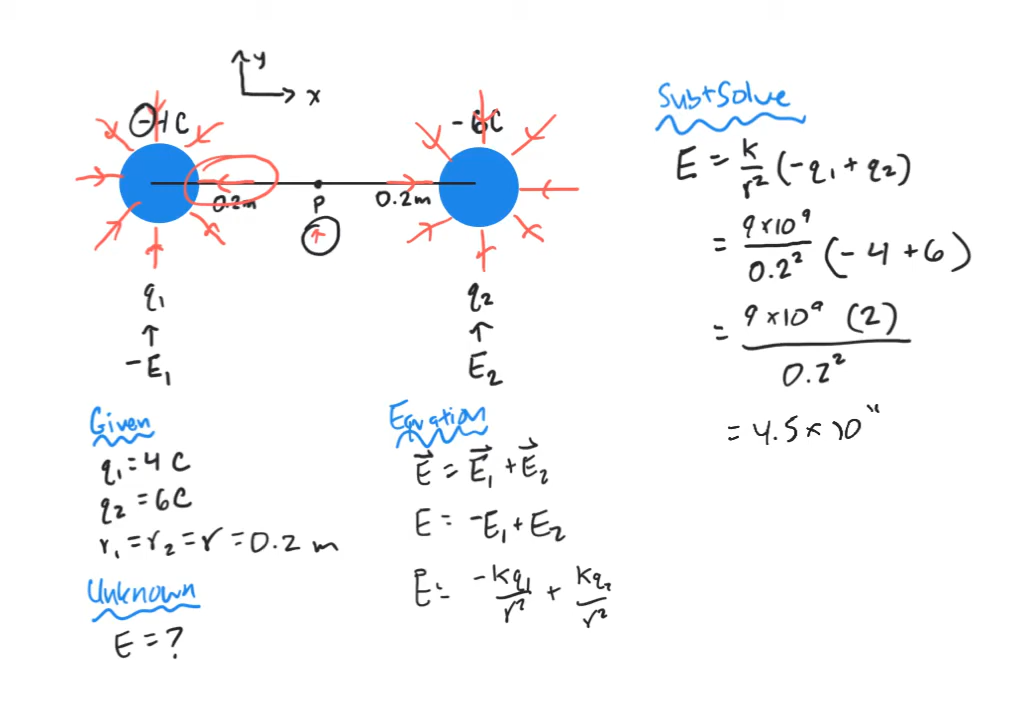 y
x
-4C
-6C
0.2m
P
0.2m
q₁
q₂
↑
↑
-E₁
E₂
Given
q₁=4 C
q₂=6C
r₁=r₂=r=0.2 m
Unknown
E=?
Equation
E⃗ = E⃗₁ + E⃗₂
E= -E₁+E₂
E= -kq₁/r² + kq₂/r²
Sub+Solve
E = k/r² (-q₁+q₂)
= 9×10⁹/0.2² (-4+6)
= 9×10⁹ (2)/0.2²
= 4.5×10¹¹